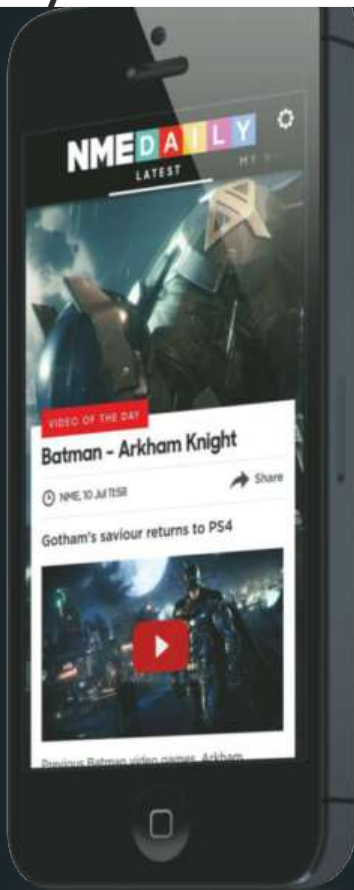 NMEDAILY
LATEST
VIDEO OF THE DAY
Batman - Arkham Knight
NME, 10 Jul 11:58
Share
Gotham's saviour returns to PS4
Previous Batman video games, Arkham